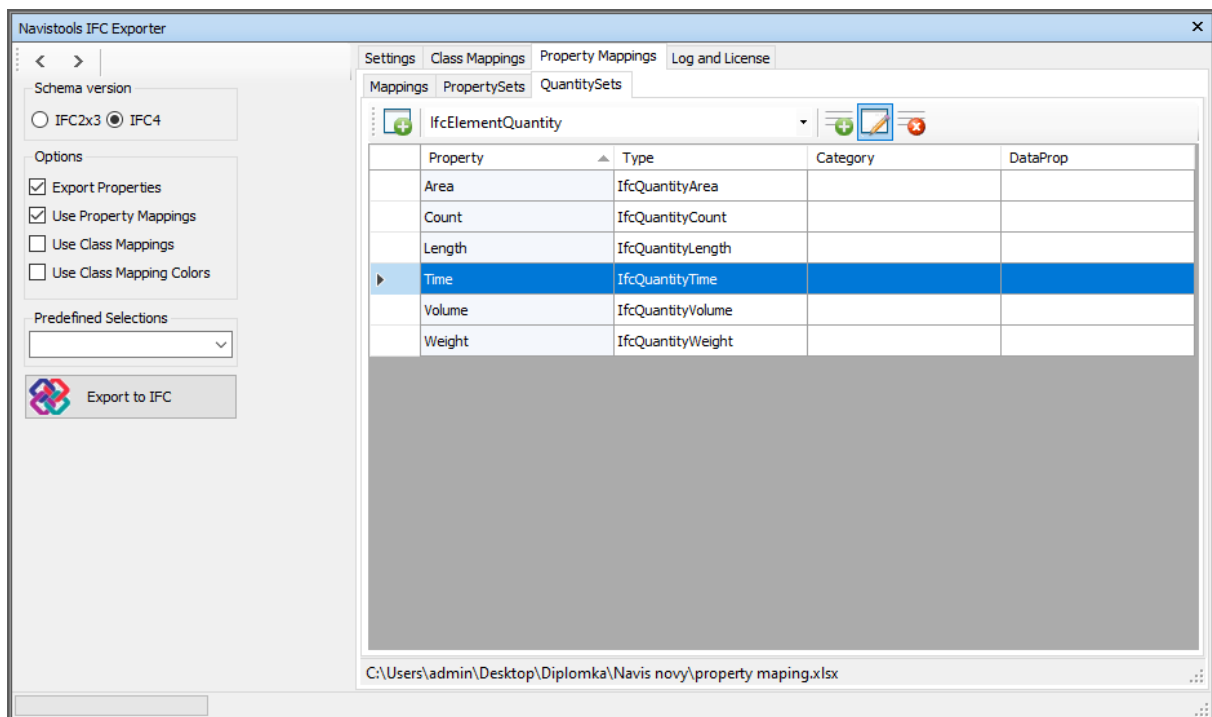 Navistools IFC Exporter
Settings Class Mappings Property Mappings Log and License
Schema version
Mappings PropertySets QuantitySets
IFC2x3 IFC4
IfcElementQuantity
Options
Property Type Category DataProp
Export Properties
Area IfcQuantityArea
Use Property Mappings
Count IfcQuantityCount
Use Class Mappings
Length IfcQuantityLength
Use Class Mapping Colors
Time IfcQuantityTime
Predefined Selections
Volume IfcQuantityVolume
Weight IfcQuantityWeight
Export to IFC
C:\Users\admin\Desktop\Diplomka\Navis novy\property maping.xlsx